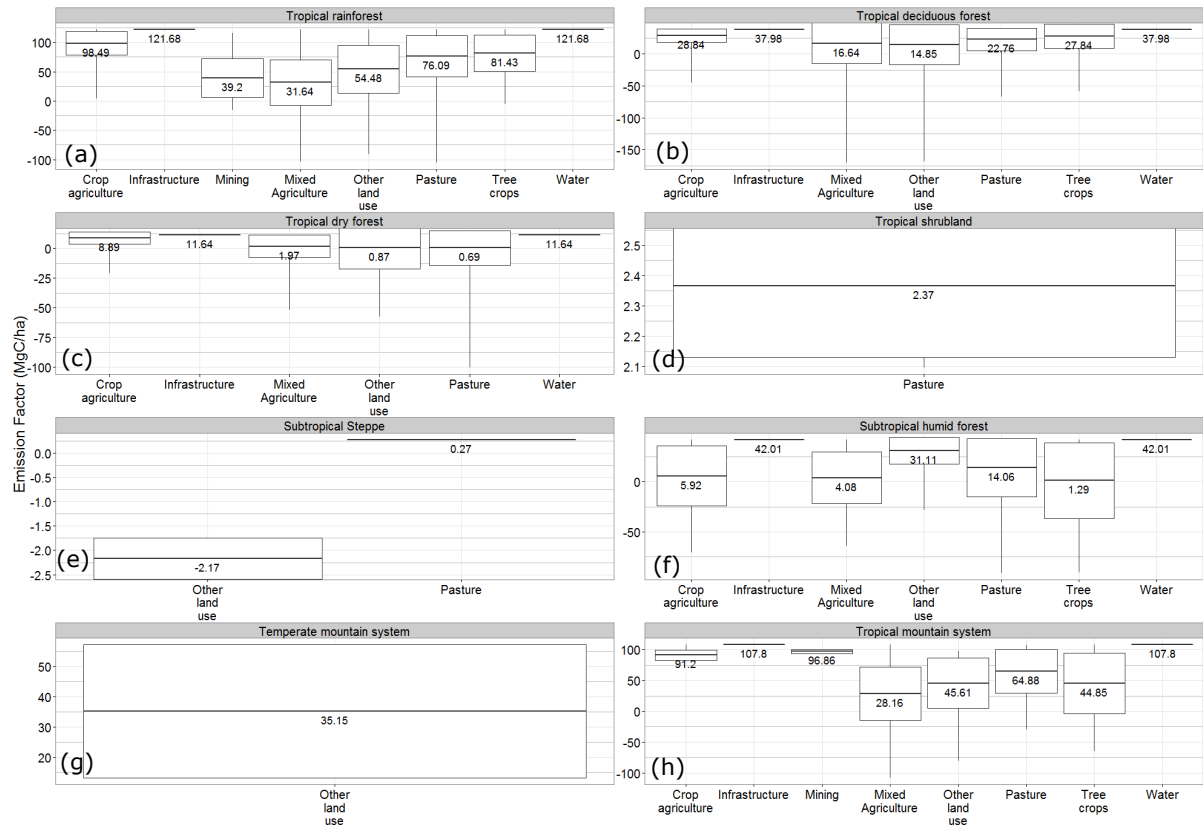 Emission Factor (MgC/ha)
Tropical rainforest
100
50
0
-50
-100
98.49
121.68
39.2
31.64
54.48
76.09
81.43
121.68
(a)
Crop agriculture
Infrastructure
Mining
Mixed Agriculture
Other land use
Pasture
Tree crops
Water
Tropical deciduous forest
0
-50
-100
-150
28.84
37.98
16.64
14.85
22.76
27.84
37.98
(b)
Crop agriculture
Infrastructure
Mixed Agriculture
Other land use
Pasture
Tree crops
Water
Tropical dry forest
0
-25
-50
-75
-100
8.89
11.64
1.97
0.87
0.69
11.64
(c)
Crop agriculture
Infrastructure
Mixed Agriculture
Other land use
Pasture
Water
Tropical shrubland
2.5
2.4
2.3
2.2
2.1
2.37
(d)
Pasture
Subtropical Steppe
0.0
-0.5
-1.0
-1.5
-2.0
-2.5
-2.17
0.27
(e)
Other land use
Pasture
Subtropical humid forest
0
-50
5.92
42.01
4.08
31.11
14.06
1.29
42.01
(f)
Crop agriculture
Infrastructure
Mixed Agriculture
Other land use
Pasture
Tree crops
Water
Temperate mountain system
50
40
30
20
35.15
(g)
Other land use
Tropical mountain system
100
50
0
-50
-100
91.2
107.8
96.86
28.16
45.61
64.88
44.85
107.8
(h)
Crop agriculture
Infrastructure
Mining
Mixed Agriculture
Other land use
Pasture
Tree crops
Water